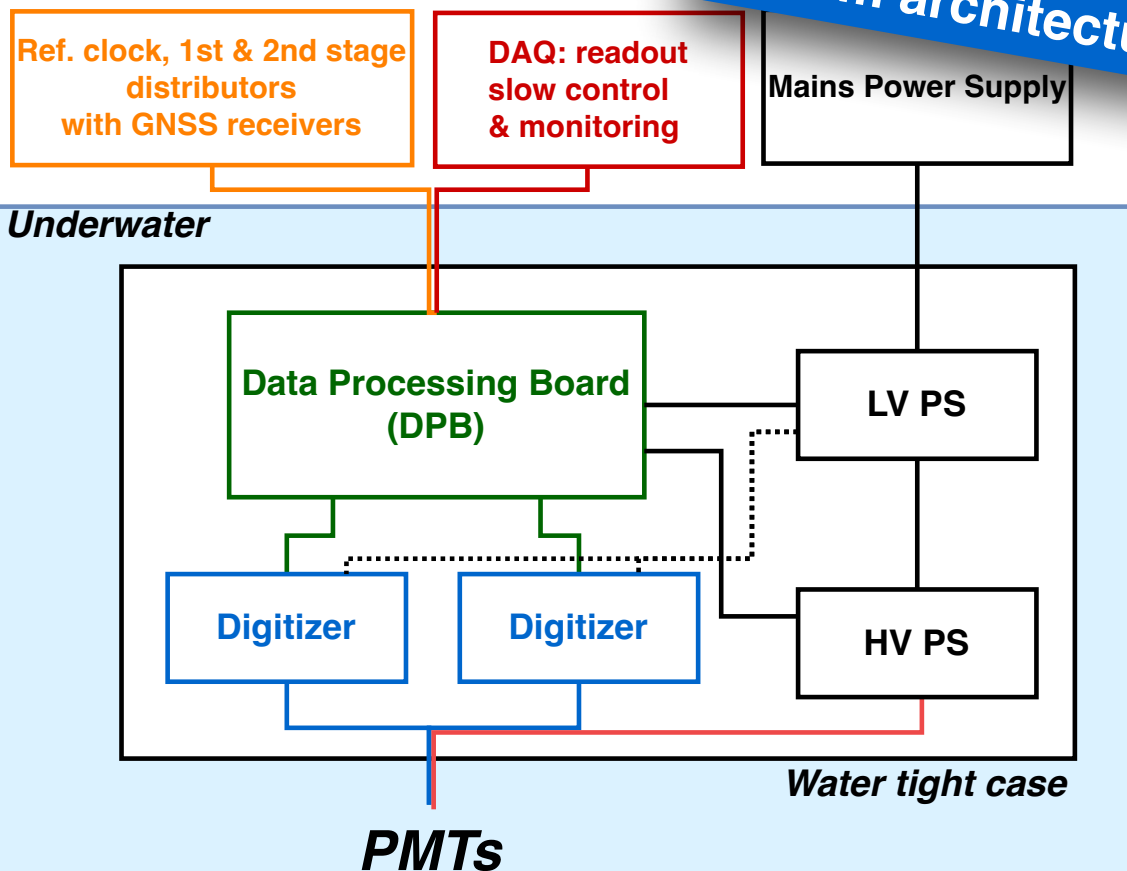 architectu
Ref. clock, 1st & 2nd stage
distributors
with GNSS receivers
DAQ: readout
slow control
& monitoring
Mains Power Supply
Underwater
Data Processing Board
(DPB)
LV PS
Digitizer
Digitizer
HV PS
Water tight case
PMTs